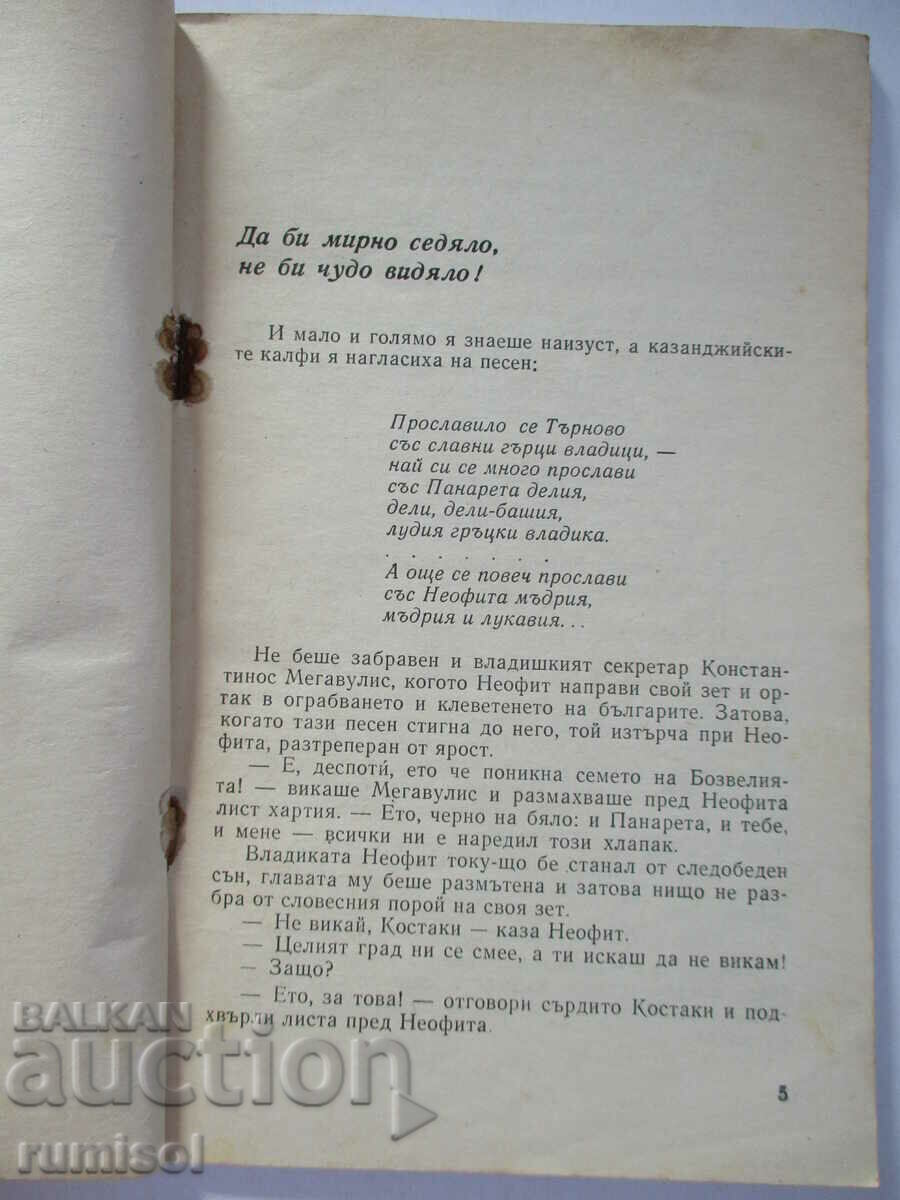 Да би мирно седяло,
не би чудо видяло!
И мало и голямо я знаеше наизуст, а казанджийски-
те калфи я нагласиха на песен:
Прославило се Търново
със славни гърци владици, —
най си се много прослави
със Панарета делия,
дели, дели-башия,
лудия гръцки владика.
. . . . . . .
А още се повеч прослави
със Неофита мъдрия,
мъдрия и лукавия...
Не беше забравен и владишкият секретар Констан-
тинос Мегавулис, когото Неофит направи свой зет и ор-
так в ограбването и клеветенето на българите. Затова,
когато тази песен стигна до него, той изтърча при Нео-
фита, разтреперан от ярост.
— Е, деспотѝ, ето че поникна семето на Бозвелия-
та! — викаше Мегавулис и размахваше пред Неофита
лист хартия. — Ето, черно на бяло: и Панарета, и тебе,
и мене — всички ни е наредил този хлапак.
Владиката Неофит току-що бе станал от следобеден
сън, главата му беше размътена и затова нищо не раз-
бра от словесния порой на своя зет.
— Не викай, Костаки — каза Неофит.
— Целият град ни се смее, а ти искаш да не викам!
— Защо?
— Ето, за това! — отговори сърдито Костаки и под-
хвърли листа пред Неофита.
5
BALKAN
auction
rumisol